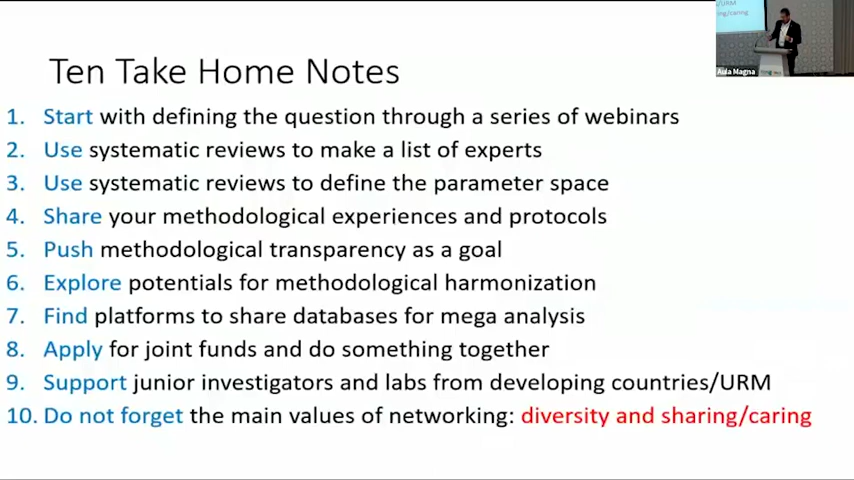 Ten Take Home Notes
1. Start with defining the question through a series of webinars
2. Use systematic reviews to make a list of experts
3. Use systematic reviews to define the parameter space
4. Share your methodological experiences and protocols
5. Push methodological transparency as a goal
6. Explore potentials for methodological harmonization
7. Find platforms to share databases for mega analysis
8. Apply for joint funds and do something together
9. Support junior investigators and labs from developing countries/URM
10. Do not forget the main values of networking: diversity and sharing/caring
s/URM
ing/caring
Aula Magna